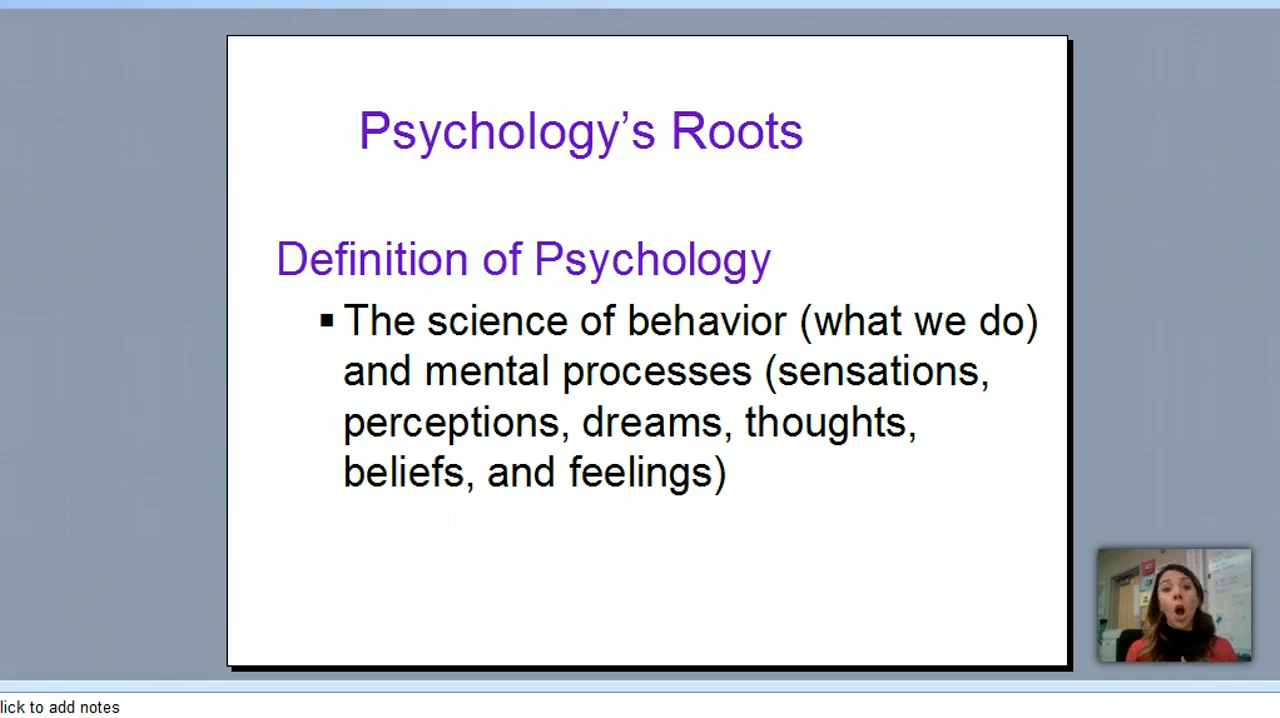 Psychology’s Roots
Definition of Psychology
▪ The science of behavior (what we do)
and mental processes (sensations,
perceptions, dreams, thoughts,
beliefs, and feelings)
lick to add notes